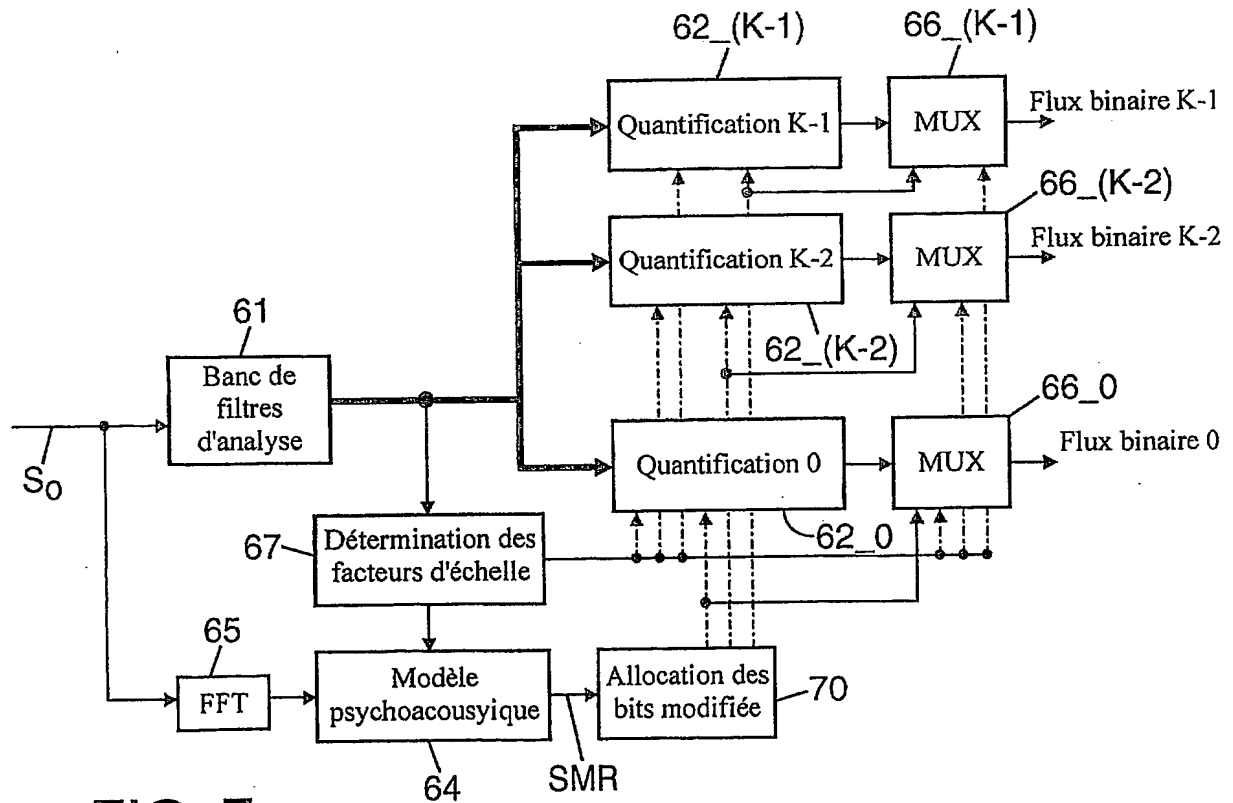 62_(K-1)
66_(K-1)
Quantification K-1
MUX
Flux binaire K-1
66_(K-2)
Quantification K-2
MUX
Flux binaire K-2
61
62_(K-2)
Banc de
filtres
d'analyse
66_0
Quantification 0
MUX
Flux binaire 0
S0
62_0
67
Détermination des
facteurs d'échelle
65
FFT
Modèle
psychoacousyique
Allocation des
bits modifiée
70
64
SMR